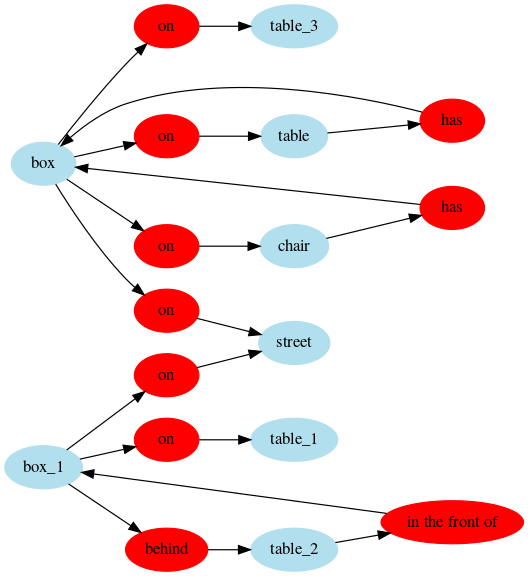 on table_3
has
on table
box
has
on chair
on
street
on
on table_1
box_1
in the front of
behind table_2